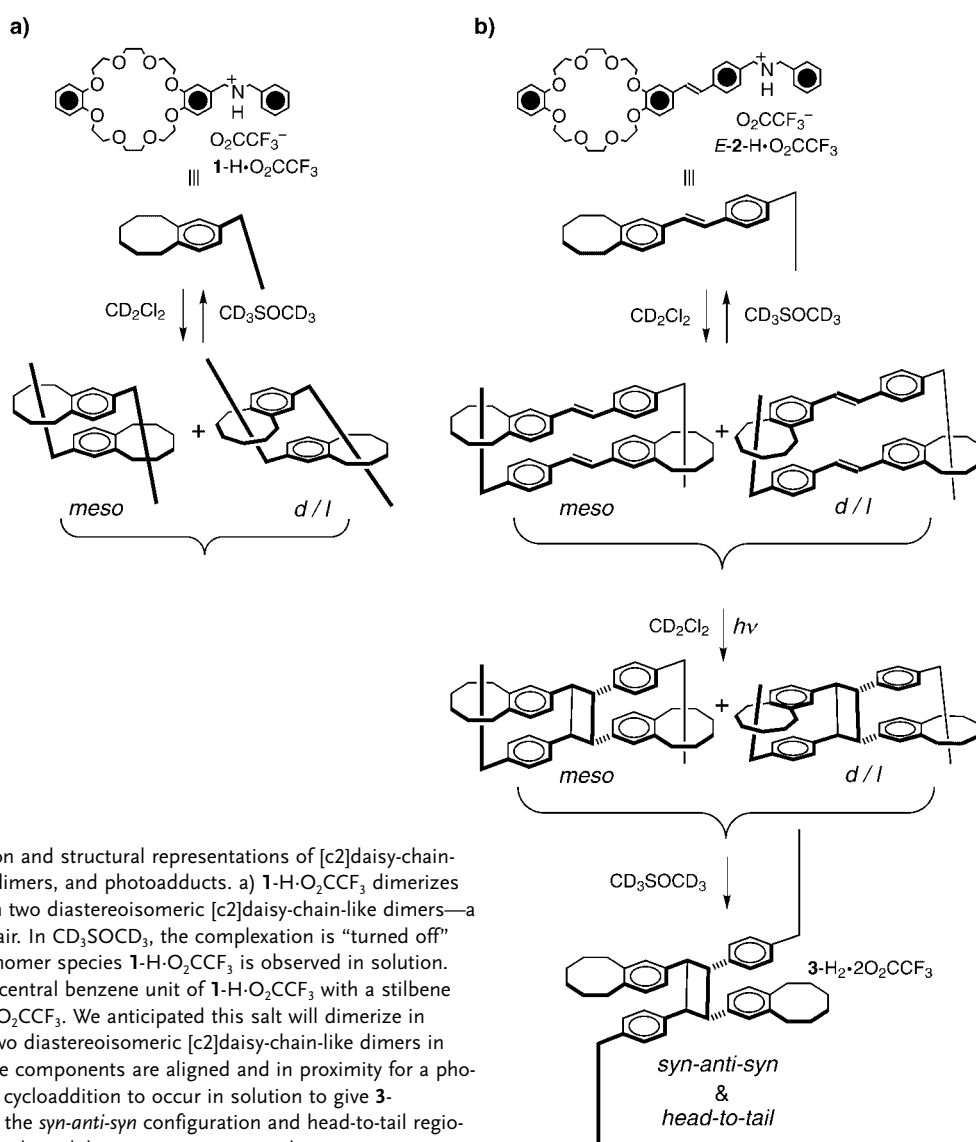 a)
b)
O O O O O O O O N + H
O₂CCF₃⁻
1-H•O₂CCF₃
O O O O O O O O N + H
O₂CCF₃⁻
E-2-H•O₂CCF₃
CD₂Cl₂ CD₃SOCD₃
CD₂Cl₂ CD₃SOCD₃
+
meso d / l
+
meso d / l
CD₂Cl₂ hν
+
meso d / l
CD₃SOCD₃
3-H₂•2O₂CCF₃
syn-anti-syn
&
head-to-tail
on and structural representations of [c2]daisy-chain-
dimers, and photoadducts. a) 1-H·O₂CCF₃ dimerizes
two diastereoisomeric [c2]daisy-chain-like dimers—a
air. In CD₃SOCD₃, the complexation is “turned off”
nomer species 1-H·O₂CCF₃ is observed in solution.
central benzene unit of 1-H·O₂CCF₃ with a stilbene
O₂CCF₃. We anticipated this salt will dimerize in
wo diastereoisomeric [c2]daisy-chain-like dimers in
e components are aligned and in proximity for a pho-
cycloaddition to occur in solution to give 3-
the syn-anti-syn configuration and head-to-tail regio-